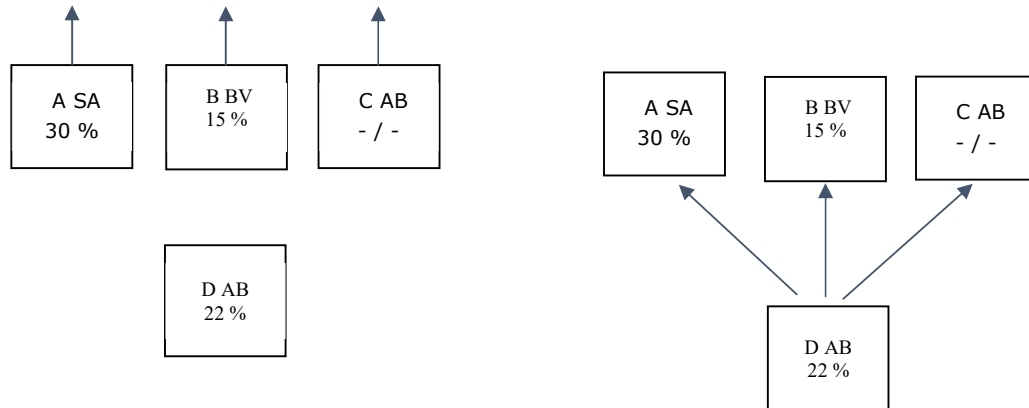 A SA
30 %
B BV
15 %
C AB
- / -
D AB
22 %
A SA
30 %
B BV
15 %
C AB
- / -
D AB
22 %